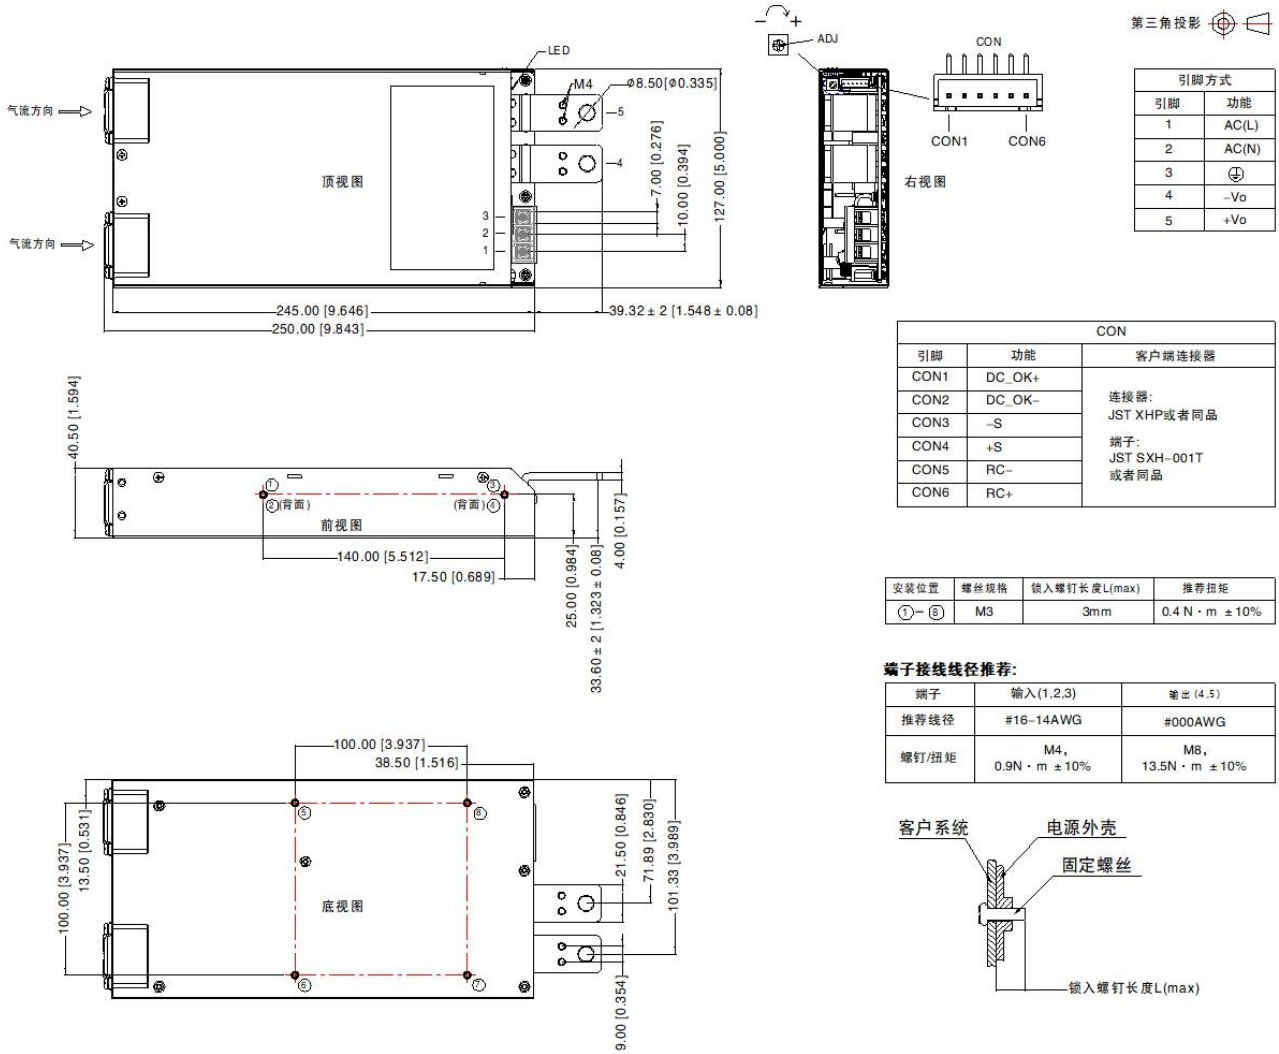 第三角投影
− +
ADJ
LED
M4
Φ8.50[Φ0.335]
5
4
气流方向
气流方向
顶视图
3
2
1
7.00 [0.276]
10.00 [0.394]
127.00 [5.000]
245.00 [9.646]
39.32 ± 2 [1.548 ± 0.08]
250.00 [9.843]
CON
CON1 CON6
右视图
引脚方式
引脚 功能
1 AC(L)
2 AC(N)
3
4 −Vo
5 +Vo
CON
引脚 功能 客户端连接器
CON1 DC_OK+
CON2 DC_OK−
CON3 −S
CON4 +S
CON5 RC−
CON6 RC+
连接器:
JST XHP或者同品
端子:
JST SXH−001T
或者同品
40.50 [1.594]
① ③
②(背面) (背面)④
前视图
140.00 [5.512]
17.50 [0.689]
25.00 [0.984]
33.60 ± 2 [1.323 ± 0.08]
4.00 [0.157]
安装位置 螺丝规格 锁入螺钉长度L(max) 推荐扭矩
①−⑧ M3 3mm 0.4 N · m ±10%
端子接线线径推荐:
端子 输入(1,2,3) 输出(4,5)
推荐线径 #16−14AWG #000AWG
螺钉/扭矩 M4, M8,
0.9N · m ±10% 13.5N · m ±10%
100.00 [3.937]
38.50 [1.516]
13.50 [0.531]
100.00 [3.937]
⑤ ⑧
底视图
⑥ ⑦
21.50 [0.846]
71.89 [2.830]
101.33 [3.989]
9.00 [0.354]
客户系统 电源外壳
固定螺丝
锁入螺钉长度L(max)